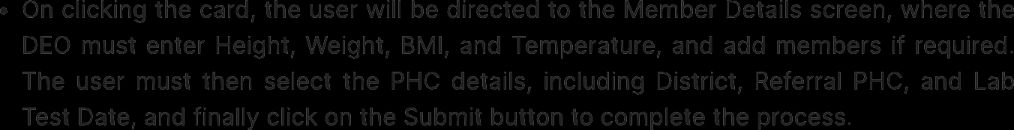 • On clicking the card, the user will be directed to the Member Details screen, where the
DEO must enter Height, Weight, BMI, and Temperature, and add members if required.
The user must then select the PHC details, including District, Referral PHC, and Lab
Test Date, and finally click on the Submit button to complete the process.